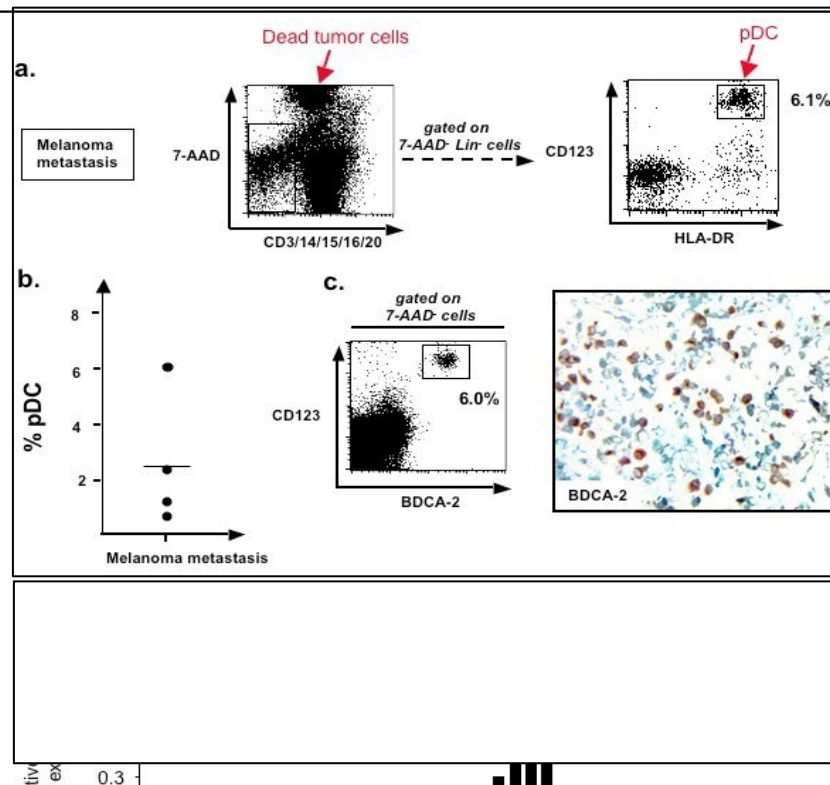 Dead tumor cells
pDC
a.
Melanoma
metastasis
7-AAD
CD3/14/15/16/20
gated on
7-AAD- Lin- cells
CD123
6.1%
HLA-DR
b.
8
6
4
2
% pDC
Melanoma metastasis
c.
gated on
7-AAD- cells
CD123
6.0%
BDCA-2
BDCA-2
0.3